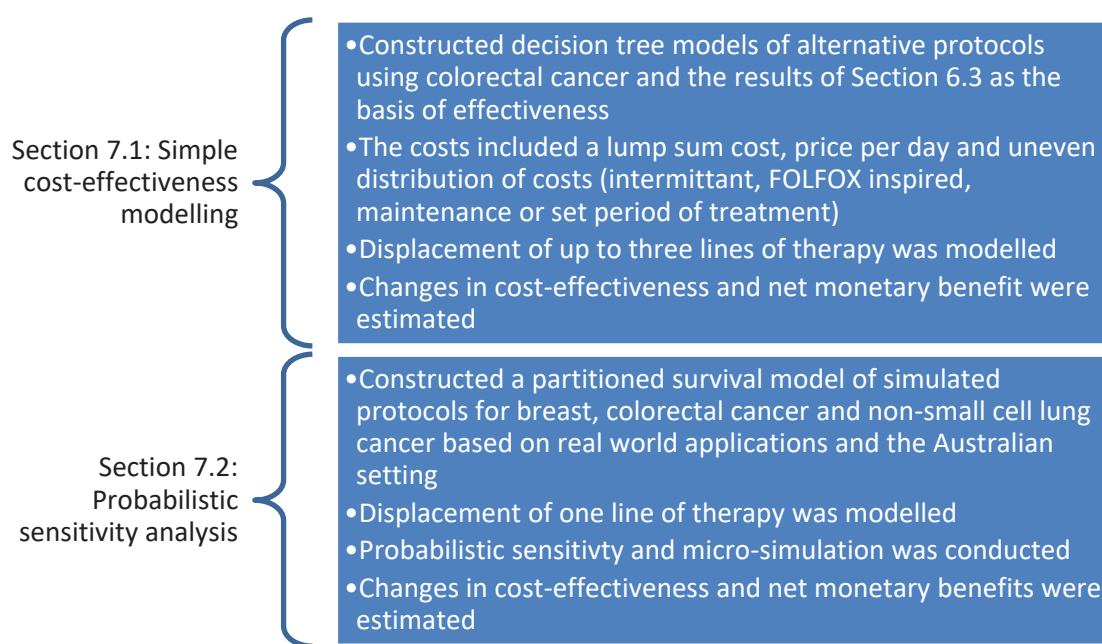 Section 7.1: Simple
cost-effectiveness
modelling
•Constructed decision tree models of alternative protocols
using colorectal cancer and the results of Section 6.3 as the
basis of effectiveness
•The costs included a lump sum cost, price per day and uneven
distribution of costs (intermittant, FOLFOX inspired,
maintenance or set period of treatment)
•Displacement of up to three lines of therapy was modelled
•Changes in cost-effectiveness and net monetary benefit were
estimated
Section 7.2:
Probabilistic
sensitivity analysis
•Constructed a partitioned survival model of simulated
protocols for breast, colorectal cancer and non-small cell lung
cancer based on real world applications and the Australian
setting
•Displacement of one line of therapy was modelled
•Probabilistic sensitivty and micro-simulation was conducted
•Changes in cost-effectiveness and net monetary benefits were
estimated